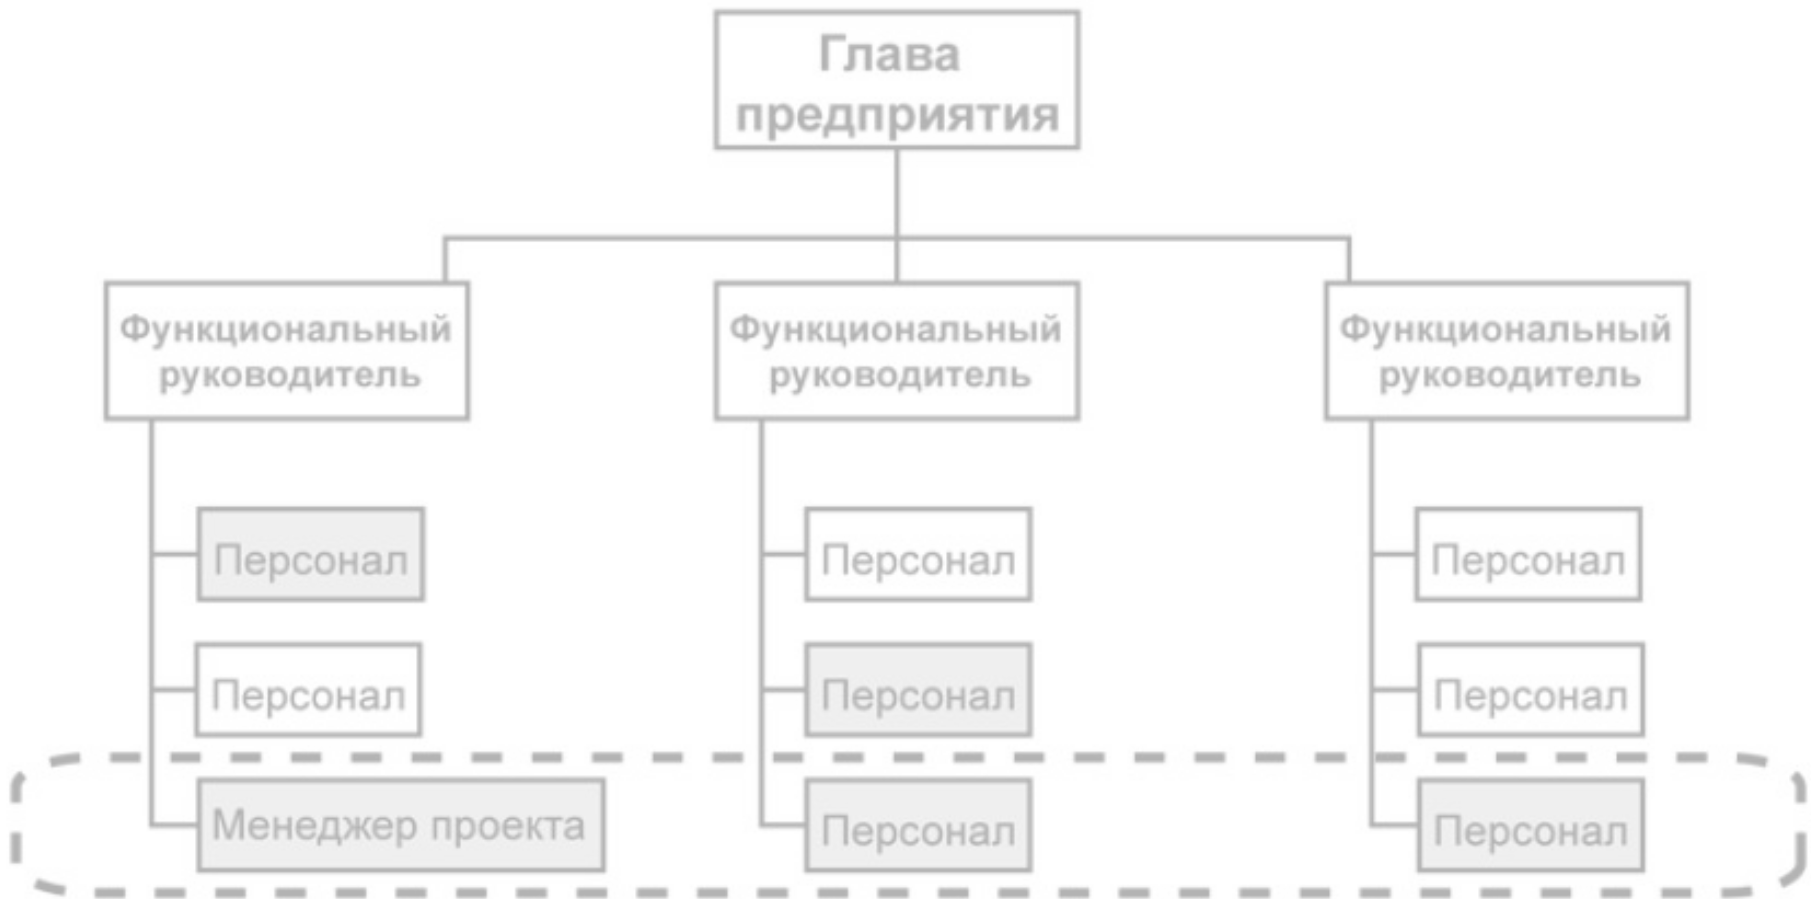 Глава
предприятия
Функциональный
руководитель
Функциональный
руководитель
Функциональный
руководитель
Персонал
Персонал
Персонал
Персонал
Персонал
Персонал
Менеджер проекта
Персонал
Персонал